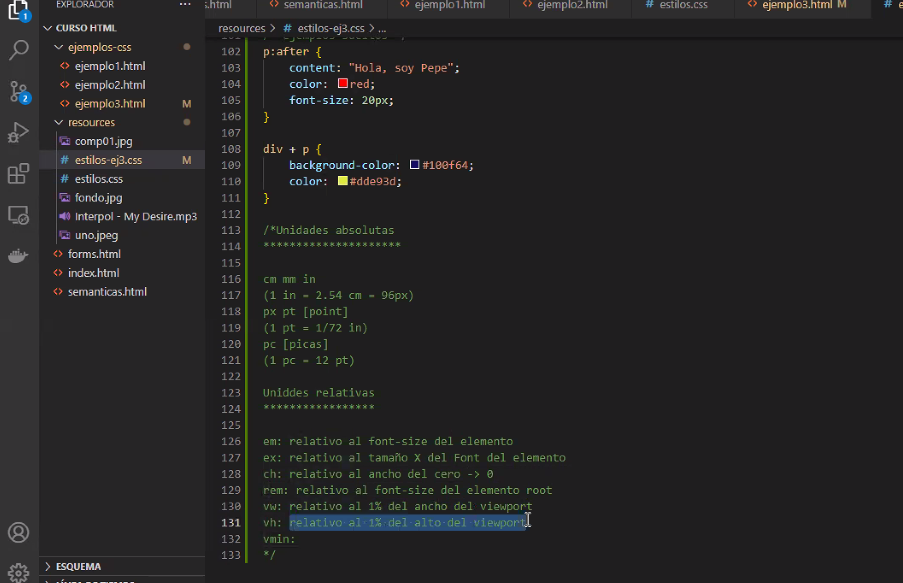 EXPLORADOR
...
s.html
semanticas.html
ejemplo1.html
ejemplo2.html
estilos.css
ejemplo3.html M
e
CURSO HTML
ejemplos-css
ejemplo1.html
ejemplo2.html
ejemplo3.html M
resources
comp01.jpg
estilos-ej3.css M
estilos.css
fondo.jpg
Interpol - My Desire.mp3
uno.jpeg
forms.html
index.html
semanticas.html
ESQUEMA
1
2
resources > # estilos-ej3.css > ...
102 p:after {
103 content: "Hola, soy Pepe";
104 color: red;
105 font-size: 20px;
106 }
107
108 div + p {
109 background-color: #100f64;
110 color: #dde93d;
111 }
112
113 /*Unidades absolutas
114 *********************
115
116 cm mm in
117 (1 in = 2.54 cm = 96px)
118 px pt [point]
119 (1 pt = 1/72 in)
120 pc [picas]
121 (1 pc = 12 pt)
122
123 Uniddes relativas
124 *****************
125
126 em: relativo al font-size del elemento
127 ex: relativo al tamaño X del Font del elemento
128 ch: relativo al ancho del cero -> 0
129 rem: relativo al font-size del elemento root
130 vw: relativo al 1% del ancho del viewport
131 vh: relativo al 1% del alto del viewport
132 vmin:
133 */